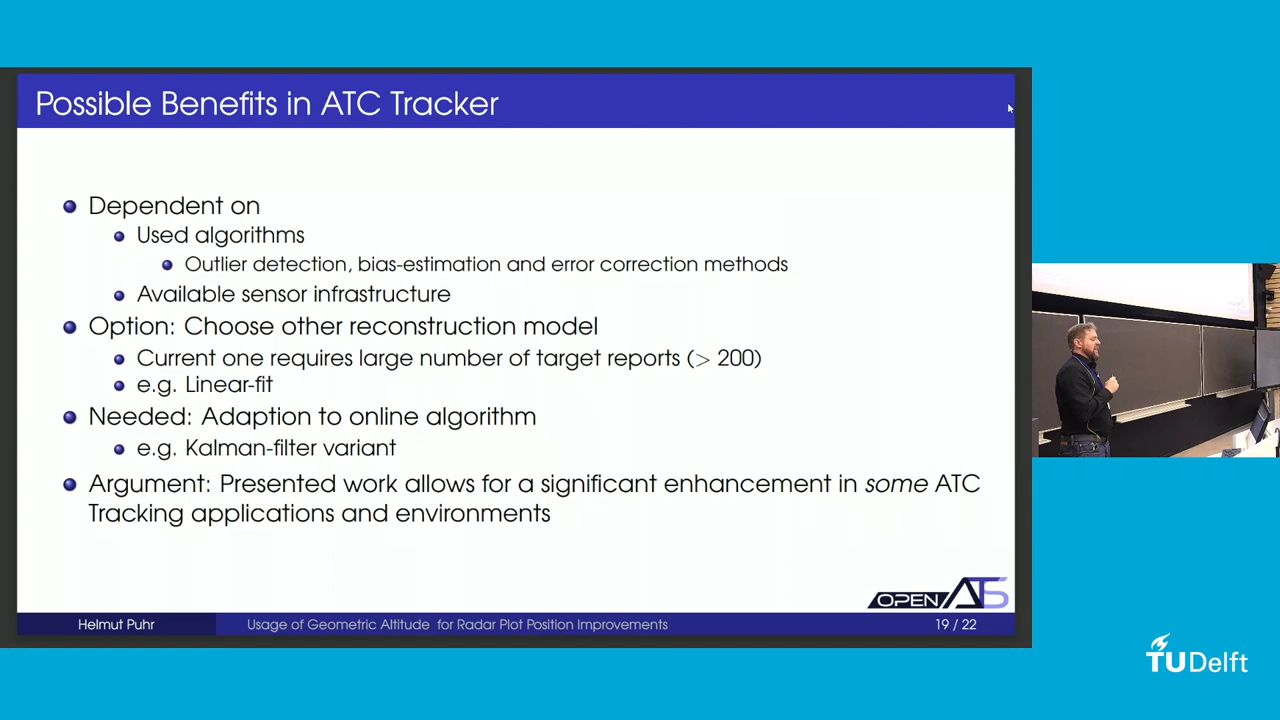 Possible Benefits in ATC Tracker
Dependent on
Used algorithms
Outlier detection, bias-estimation and error correction methods
Available sensor infrastructure
Option: Choose other reconstruction model
Current one requires large number of target reports (> 200)
e.g. Linear-fit
Needed: Adaption to online algorithm
e.g. Kalman-filter variant
Argument: Presented work allows for a significant enhancement in some ATC
Tracking applications and environments
OPEN ATS
Helmut Puhr
Usage of Geometric Altitude for Radar Plot Position Improvements
19 / 22
TU Delft